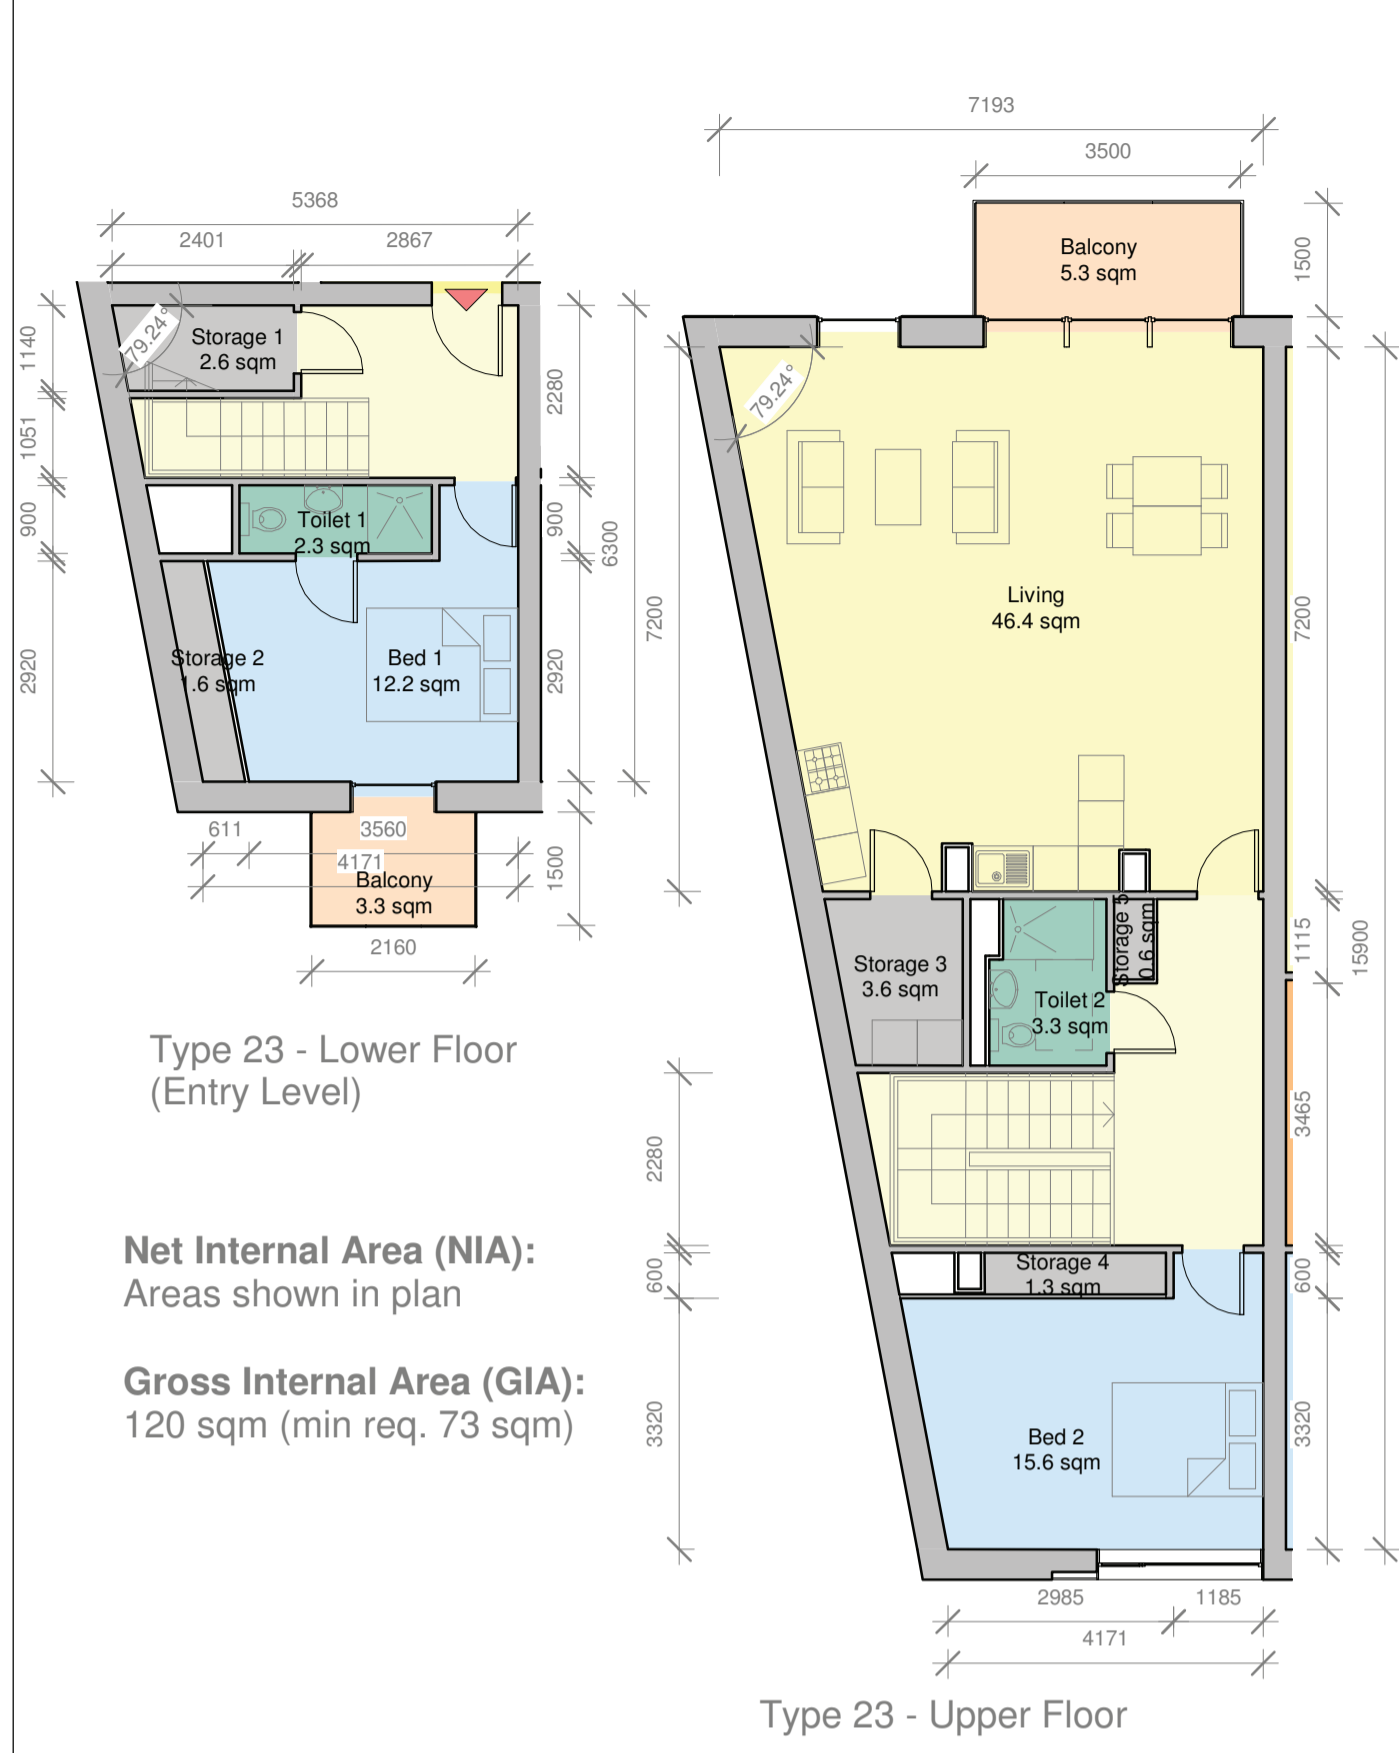 7193
3500
5368
2401
2867
Balcony
5.3 sqm
1500
79.24°
Storage 1
2.6 sqm
1140
1051
900
2920
2280
900
2920
6300
7200
79.24°
Toilet 1
2.3 sqm
Storage 2
1.6 sqm
Bed 1
12.2 sqm
Living
46.4 sqm
7200
15900
611
3560
4171
Balcony
3.3 sqm
1500
2160
Storage 3
3.6 sqm
Toilet 2
3.3 sqm
Storage 5
0.6 sqm
1115
3465
2280
600
3320
Storage 4
1.3 sqm
600
3320
Bed 2
15.6 sqm
2985
1185
4171
Type 23 - Lower Floor
(Entry Level)
Net Internal Area (NIA):
Areas shown in plan
Gross Internal Area (GIA):
120 sqm (min req. 73 sqm)
Type 23 - Upper Floor